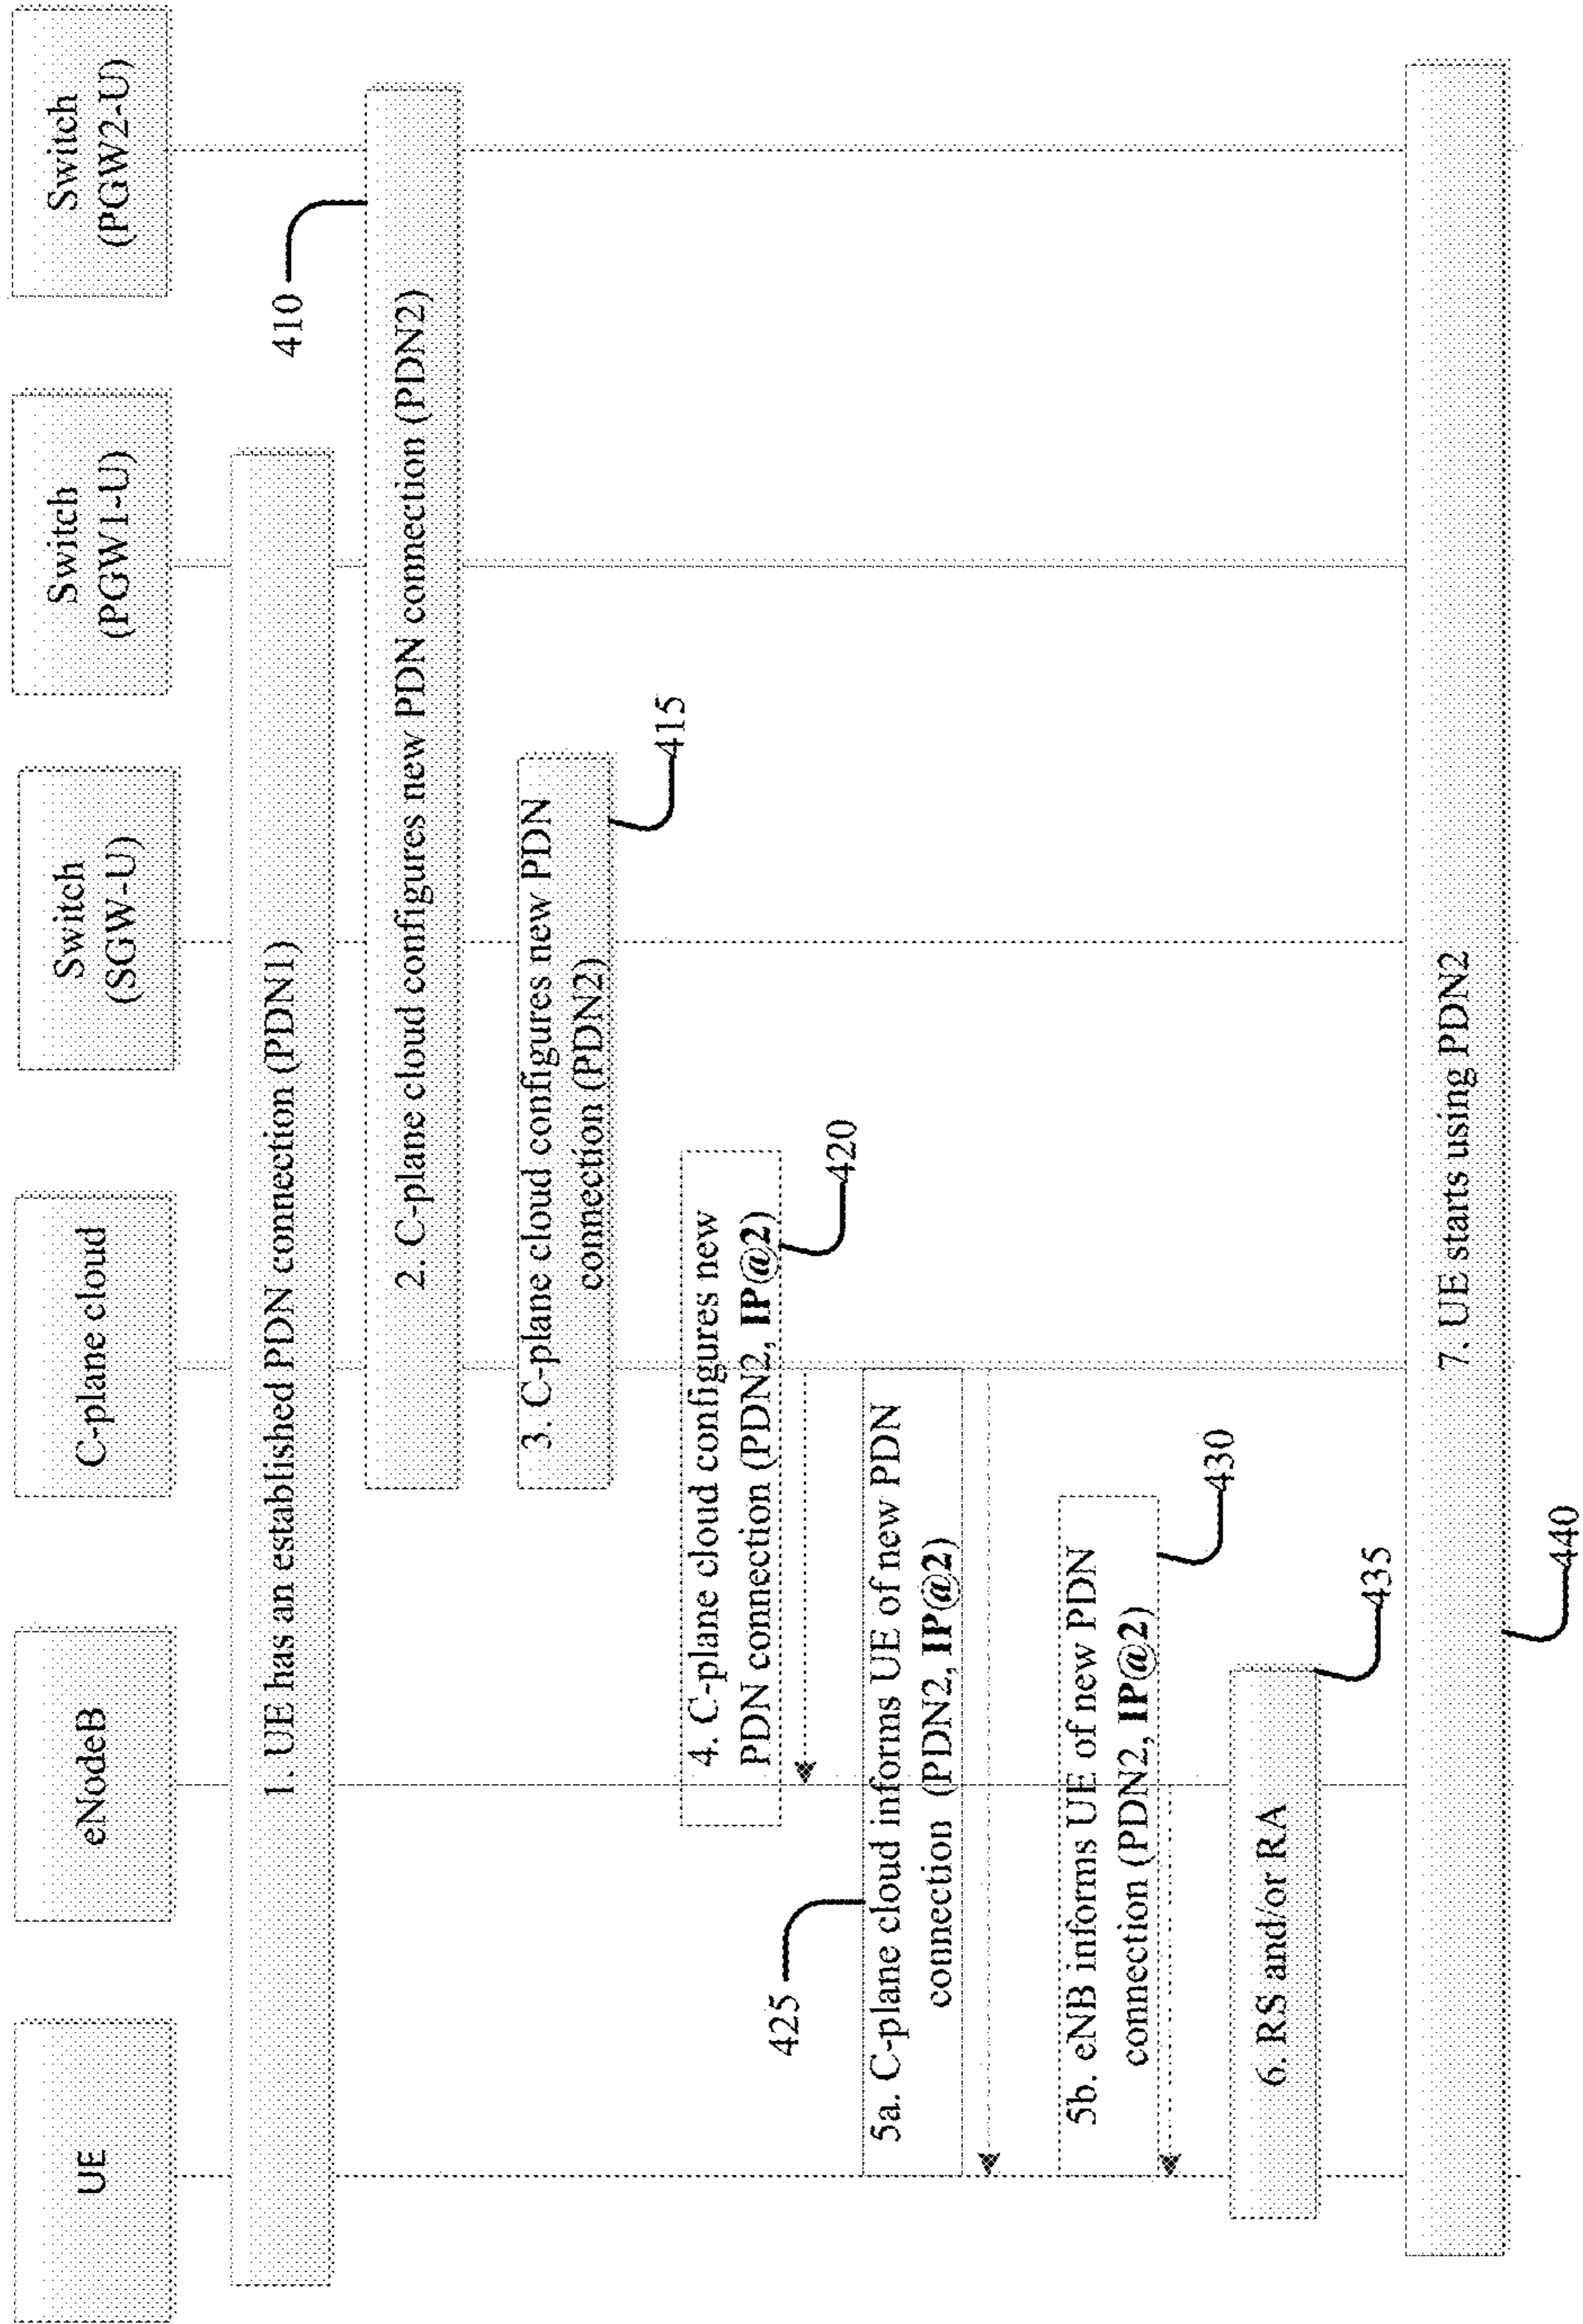 UE
eNodeB
C-plane cloud
Switch
(SGW-U)
Switch
(PGW1-U)
Switch
(PGW2-U)
1. UE has an established PDN connection (PDN1)
410
2. C-plane cloud configures new PDN connection (PDN2)
3. C-plane cloud configures new PDN
connection (PDN2)
415
4. C-plane cloud configures new
PDN connection (PDN2, IP@2)
420
425
5a. C-plane cloud informs UE of new PDN
connection (PDN2, IP@2)
5b. eNB informs UE of new PDN
connection (PDN2, IP@2)
430
6. RS and/or RA
435
7. UE starts using PDN2
440